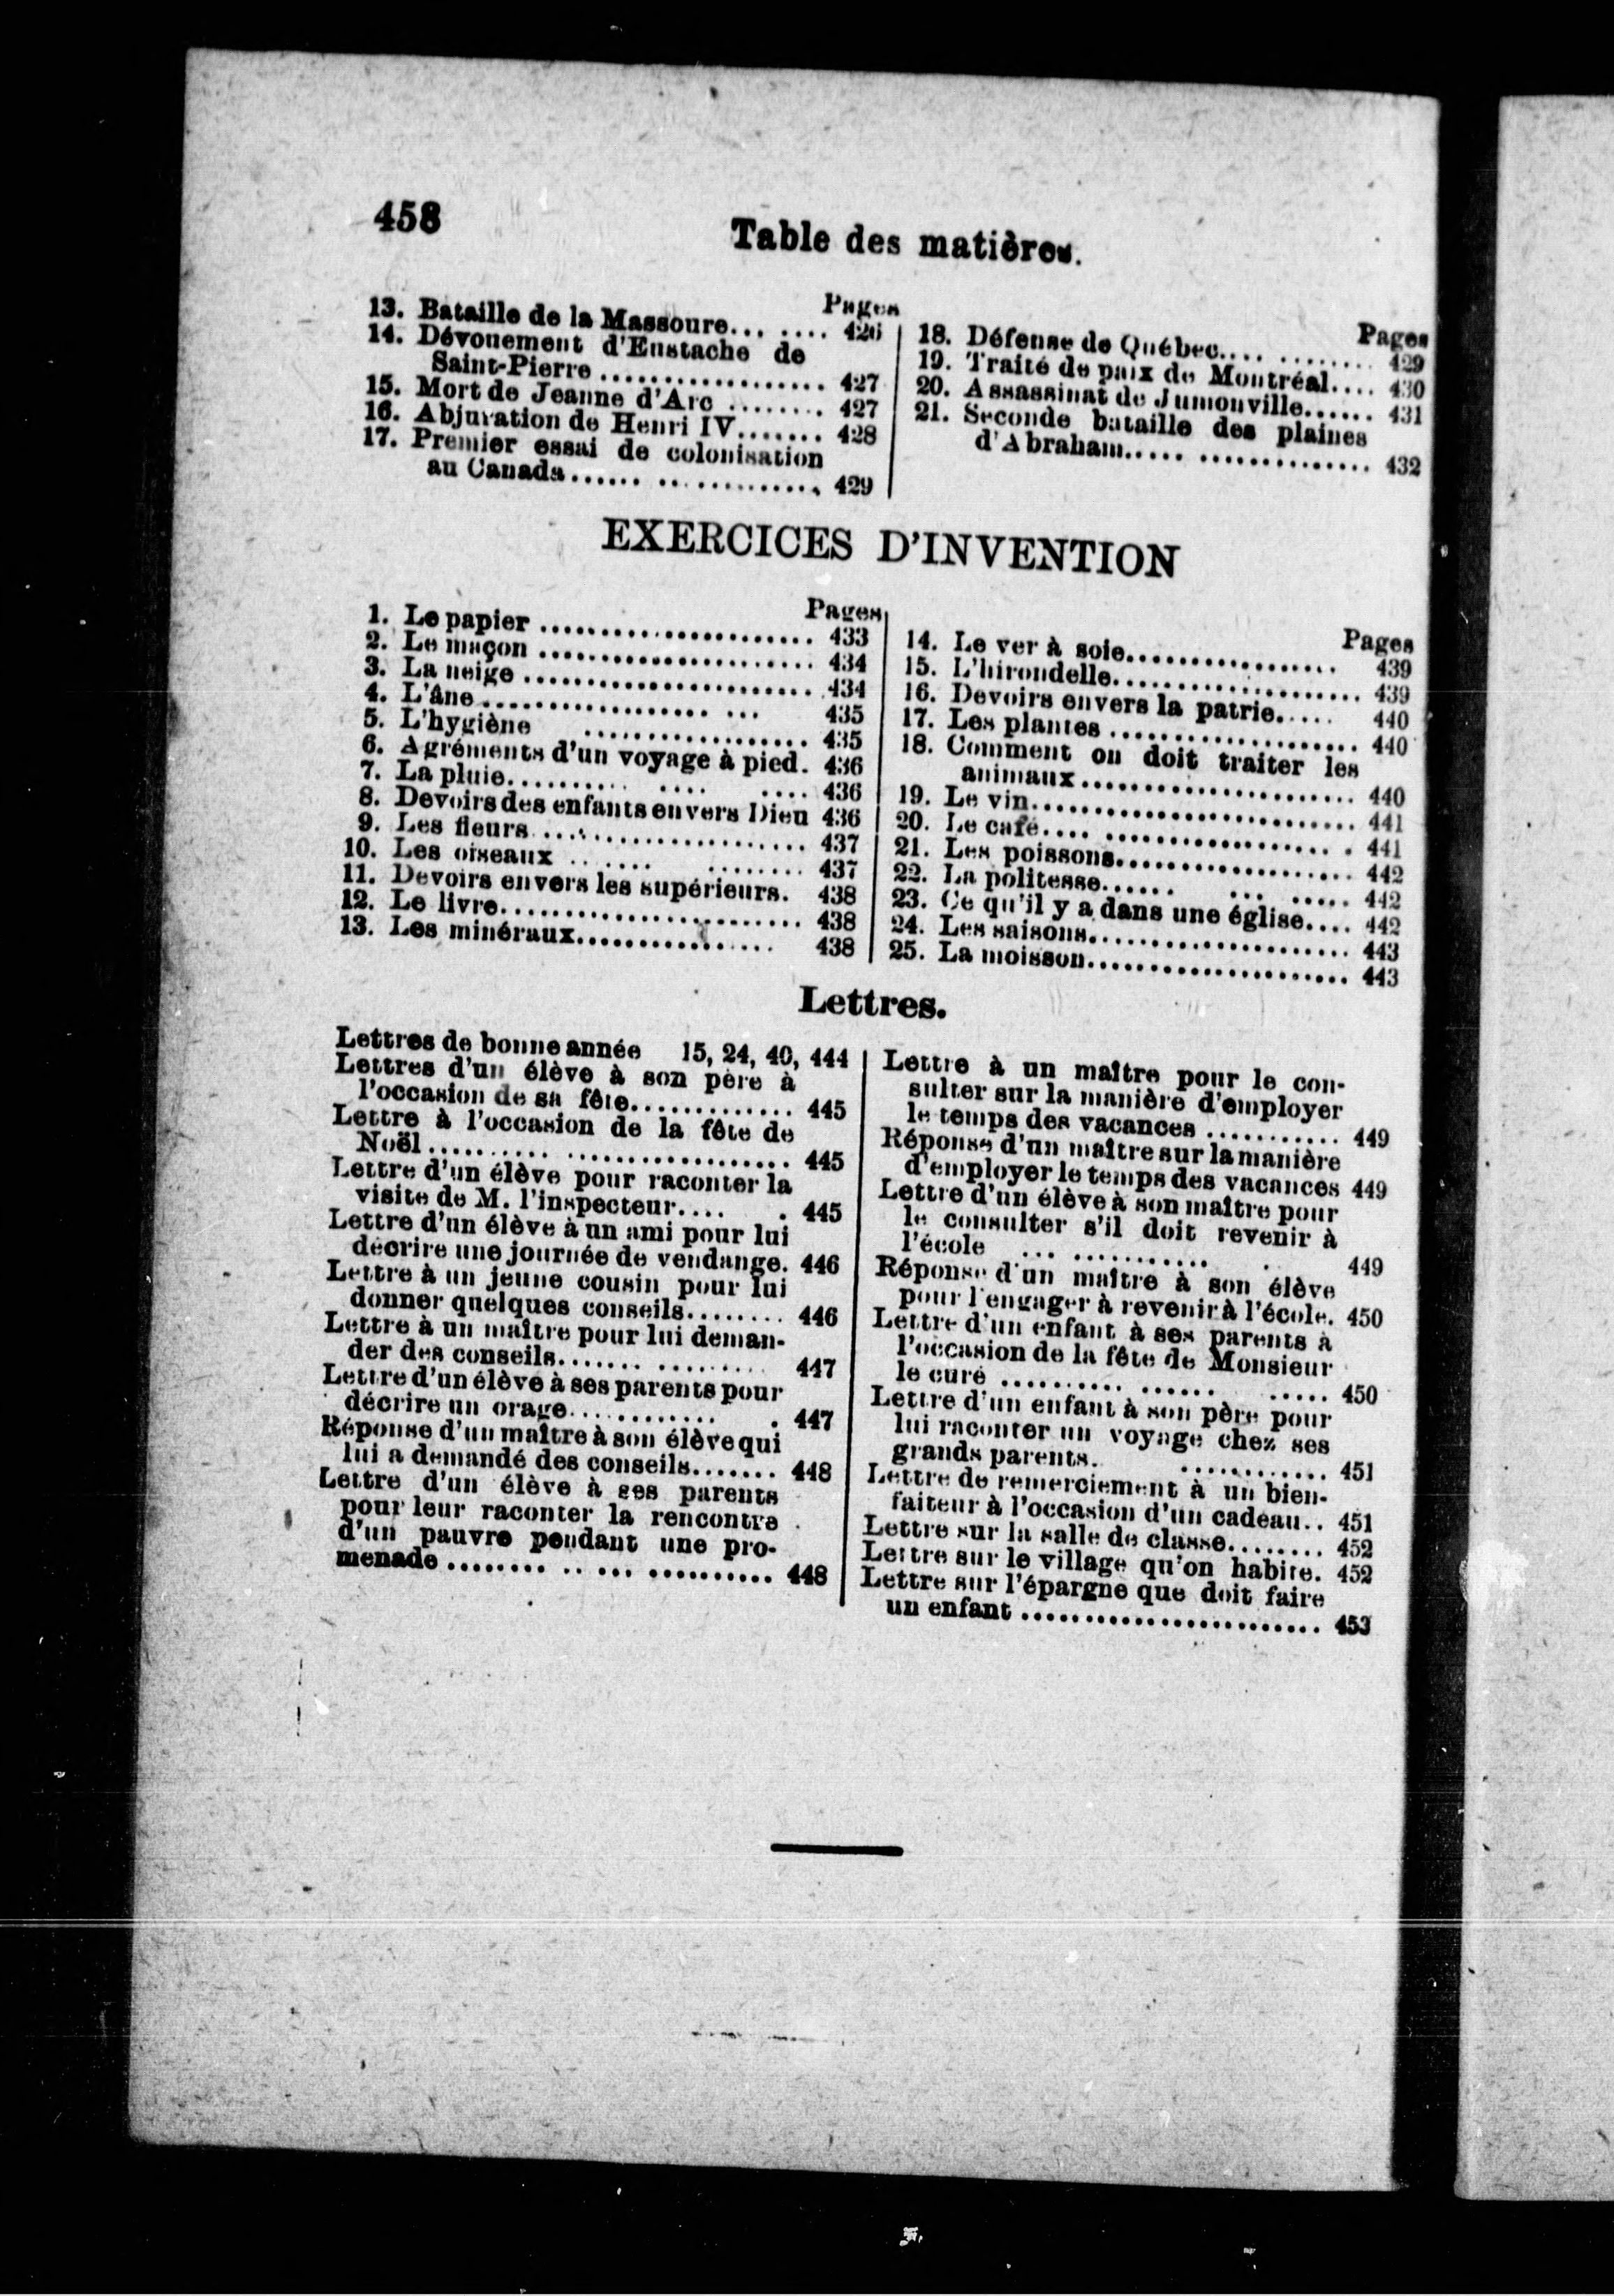 458
Table des matières.
Pages
13. Bataille de la Massoure... .... 426
14. Dévouement d'Eustache de
Saint-Pierre .................. 427
15. Mort de Jeanne d'Arc ........ 427
16. Abjuration de Henri IV....... 428
17. Premier essai de colonisation
au Canada...... .. ........... 429
Pages
18. Défense de Québec.... ........ 429
19. Traité de paix de Montréal.... 430
20. Assassinat de Jumonville...... 431
21. Seconde bataille des plaines
d'Abraham..... .............. 432
EXERCICES D'INVENTION
Pages
1. Le papier ...................... 433
2. Le maçon ...................... 434
3. La neige ....................... 434
4. L'âne .................. ... 435
5. L'hygiène .................. 435
6. Agréments d'un voyage à pied. 436
7. La pluie.......... .... .... 436
8. Devoirs des enfants envers Dieu 436
9. Les fleurs ...................... 437
10. Les oiseaux .. .... ........ 437
11. Devoirs envers les supérieurs. 438
12. Le livre........................ 438
13. Les minéraux................ 438
Pages
14. Le ver à soie................. 439
15. L'hirondelle.................... 439
16. Devoirs envers la patrie..... 440
17. Les plantes .................... 440
18. Comment on doit traiter les
animaux...................... 440
19. Le vin.......................... 441
20. Le café.... .................... 441
21. Les poissons................... 442
22. La politesse...... ... ..... 442
23. Ce qu'il y a dans une église.... 442
24. Les saisons..................... 443
25. La moisson..................... 443
Lettres.
Lettres de bonne année 15, 24, 40, 444
Lettres d'un élève à son père à
l'occasion de sa fête............. 445
Lettre à l'occasion de la fête de
Noël.......... .................. 445
Lettre d'un élève pour raconter la
visite de M. l'inspecteur.... . 445
Lettre d'un élève à un ami pour lui
décrire une journée de vendange. 446
Lettre à un jeune cousin pour lui
donner quelques conseils........ 446
Lettre à un maître pour lui deman-
der des conseils....... ......... 447
Lettre d'un élève à ses parents pour
décrire un orage............ . 447
Réponse d'un maître à son élève qui
lui a demandé des conseils....... 448
Lettre d'un élève à ses parents
pour leur raconter la rencontre
d'un pauvre pendant une pro-
menade ........ .. ... .......... 448
Lettre à un maître pour le con-
sulter sur la manière d'employer
le temps des vacances ........... 449
Réponse d'un maître sur la manière
d'employer le temps des vacances 449
Lettre d'un élève à son maître pour
le consulter s'il doit revenir à
l'école ... ........... . 449
Réponse d'un maître à son élève
pour l'engager à revenir à l'école. 450
Lettre d'un enfant à ses parents à
l'occasion de la fête de Monsieur
le curé .......... ...... ..... 450
Lettre d'un enfant à son père pour
lui raconter un voyage chez ses
grands parents. ............ 451
Lettre de remerciement à un bien-
faiteur à l'occasion d'un cadeau.. 451
Lettre sur la salle de classe........ 452
Lettre sur le village qu'on habite. 452
Lettre sur l'épargne que doit faire
un enfant ........................ 453